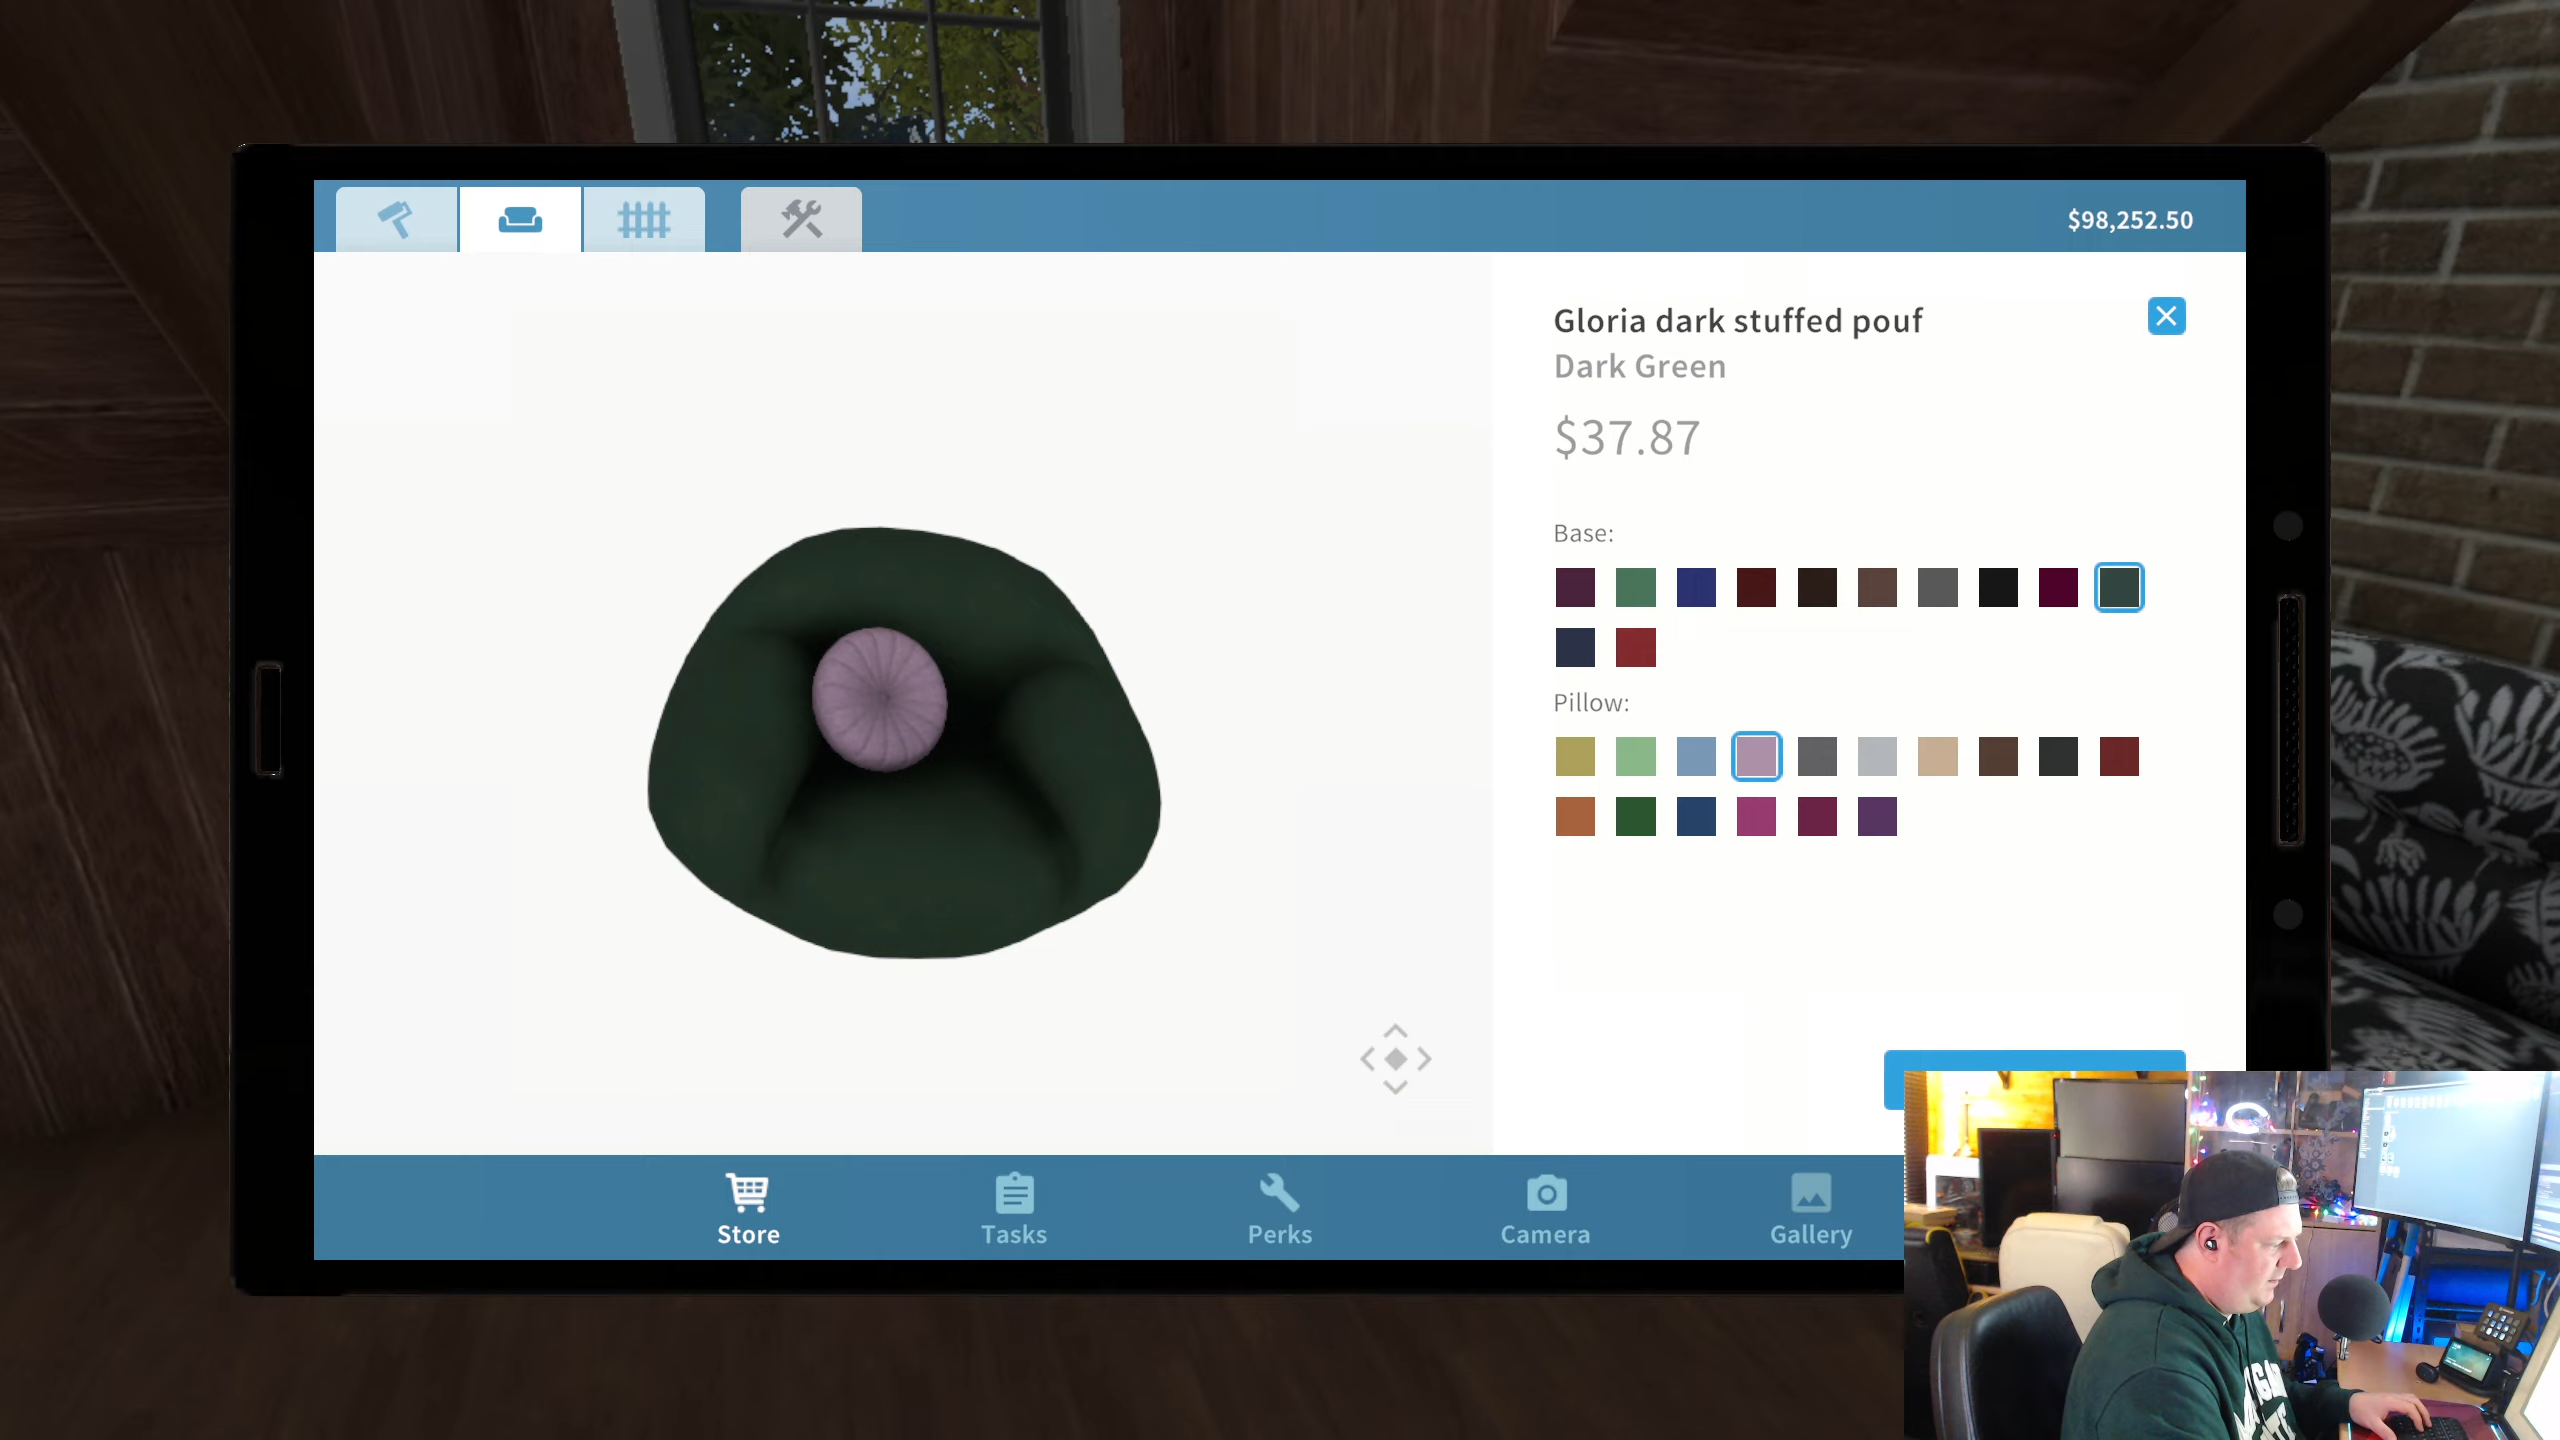 $98,252.50
Gloria dark stuffed pouf
Dark Green
$37.87
Base:
Pillow:
Store
Tasks
Perks
Camera
Gallery